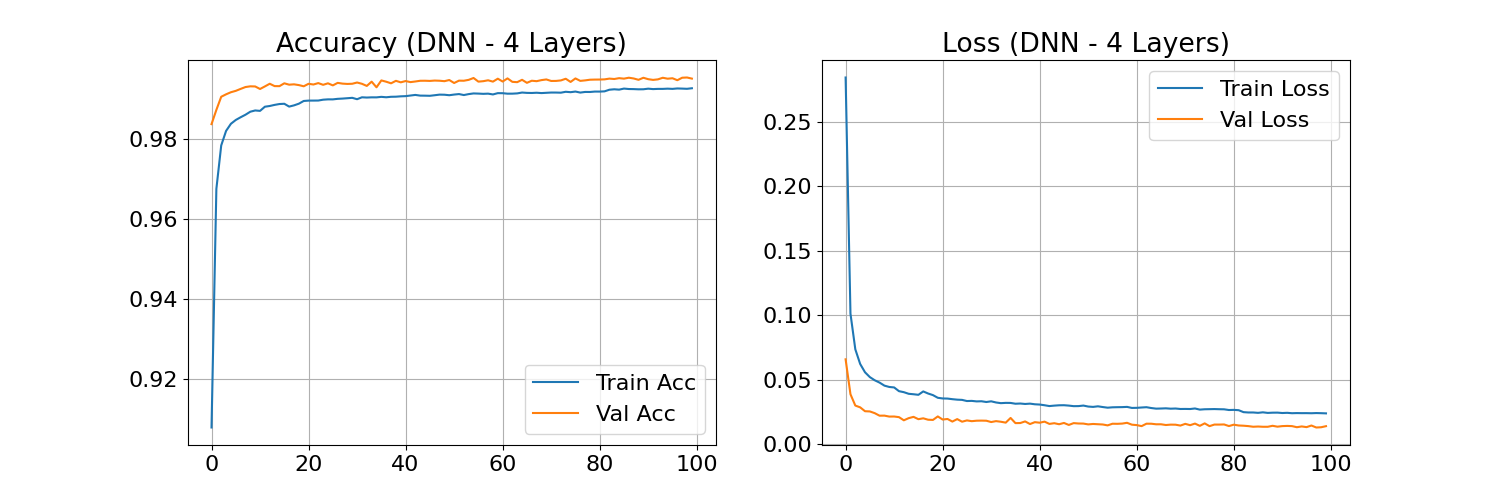 Accuracy (DNN - 4 Layers)
0.98
0.96
0.94
0.92
0 20 40 60 80 100
Train Acc
Val Acc
Loss (DNN - 4 Layers)
0.25
0.20
0.15
0.10
0.05
0.00
0 20 40 60 80 100
Train Loss
Val Loss